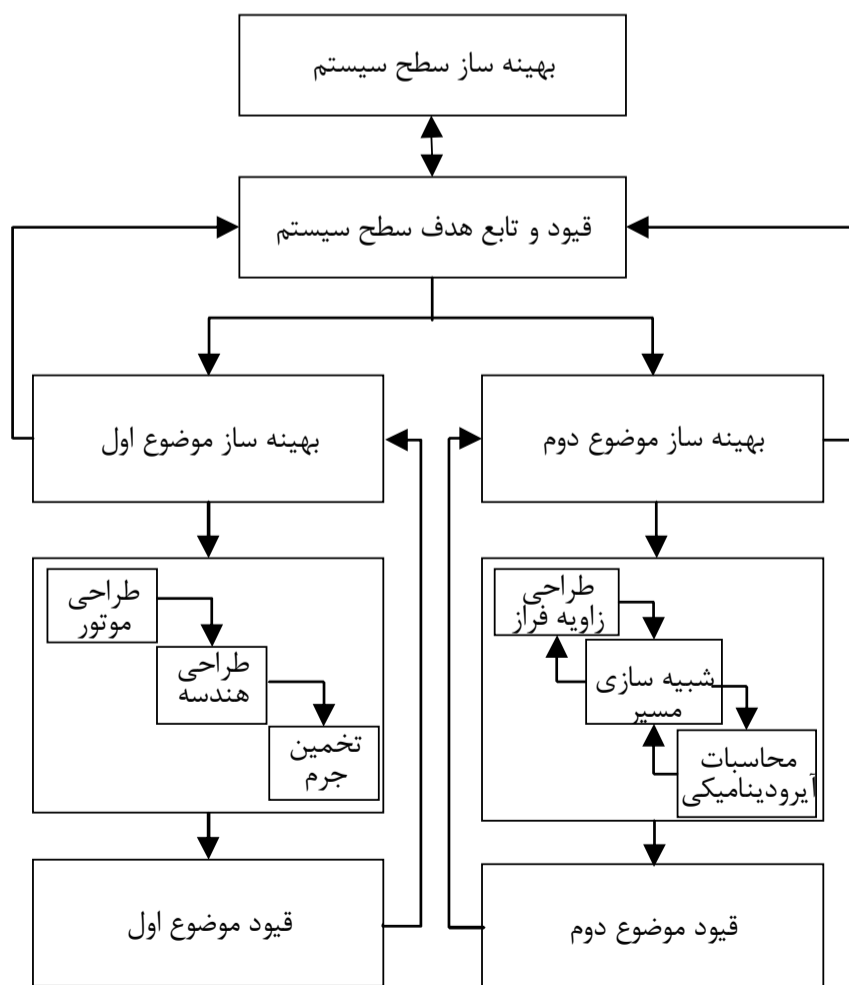 بهینه ساز سطح سیستم
قیود و تابع هدف سطح سیستم
بهینه ساز موضوع اول
طراحی
موتور
طراحی
هندسه
تخمین
جرم
قیود موضوع اول
بهینه ساز موضوع دوم
طراحی
زاویه فراز
شبیه سازی
مسیر
محاسبات
آیرودینامیکی
قیود موضوع دوم